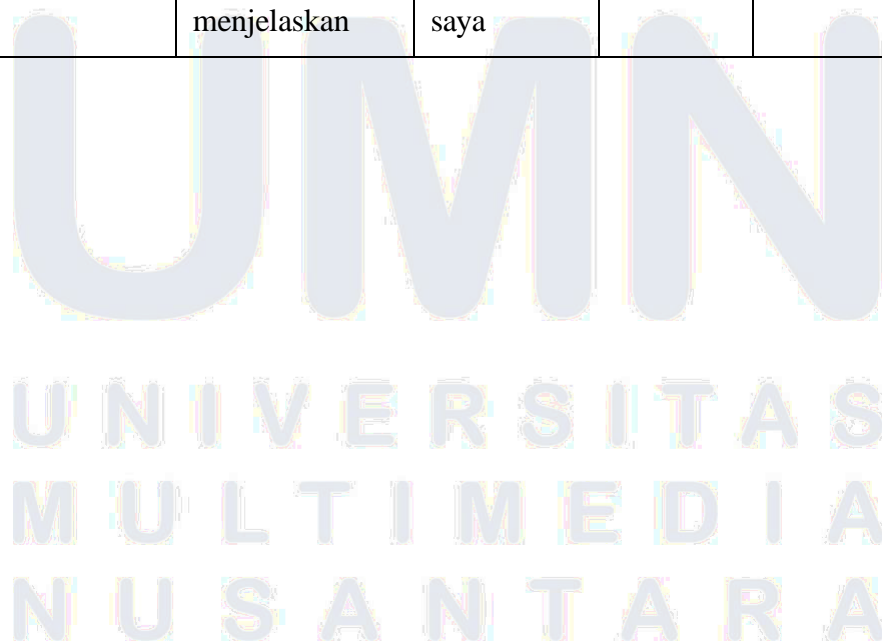 menjelaskan saya
UMN
UNIVERSITAS
MULTIMEDIA
NUSANTARA